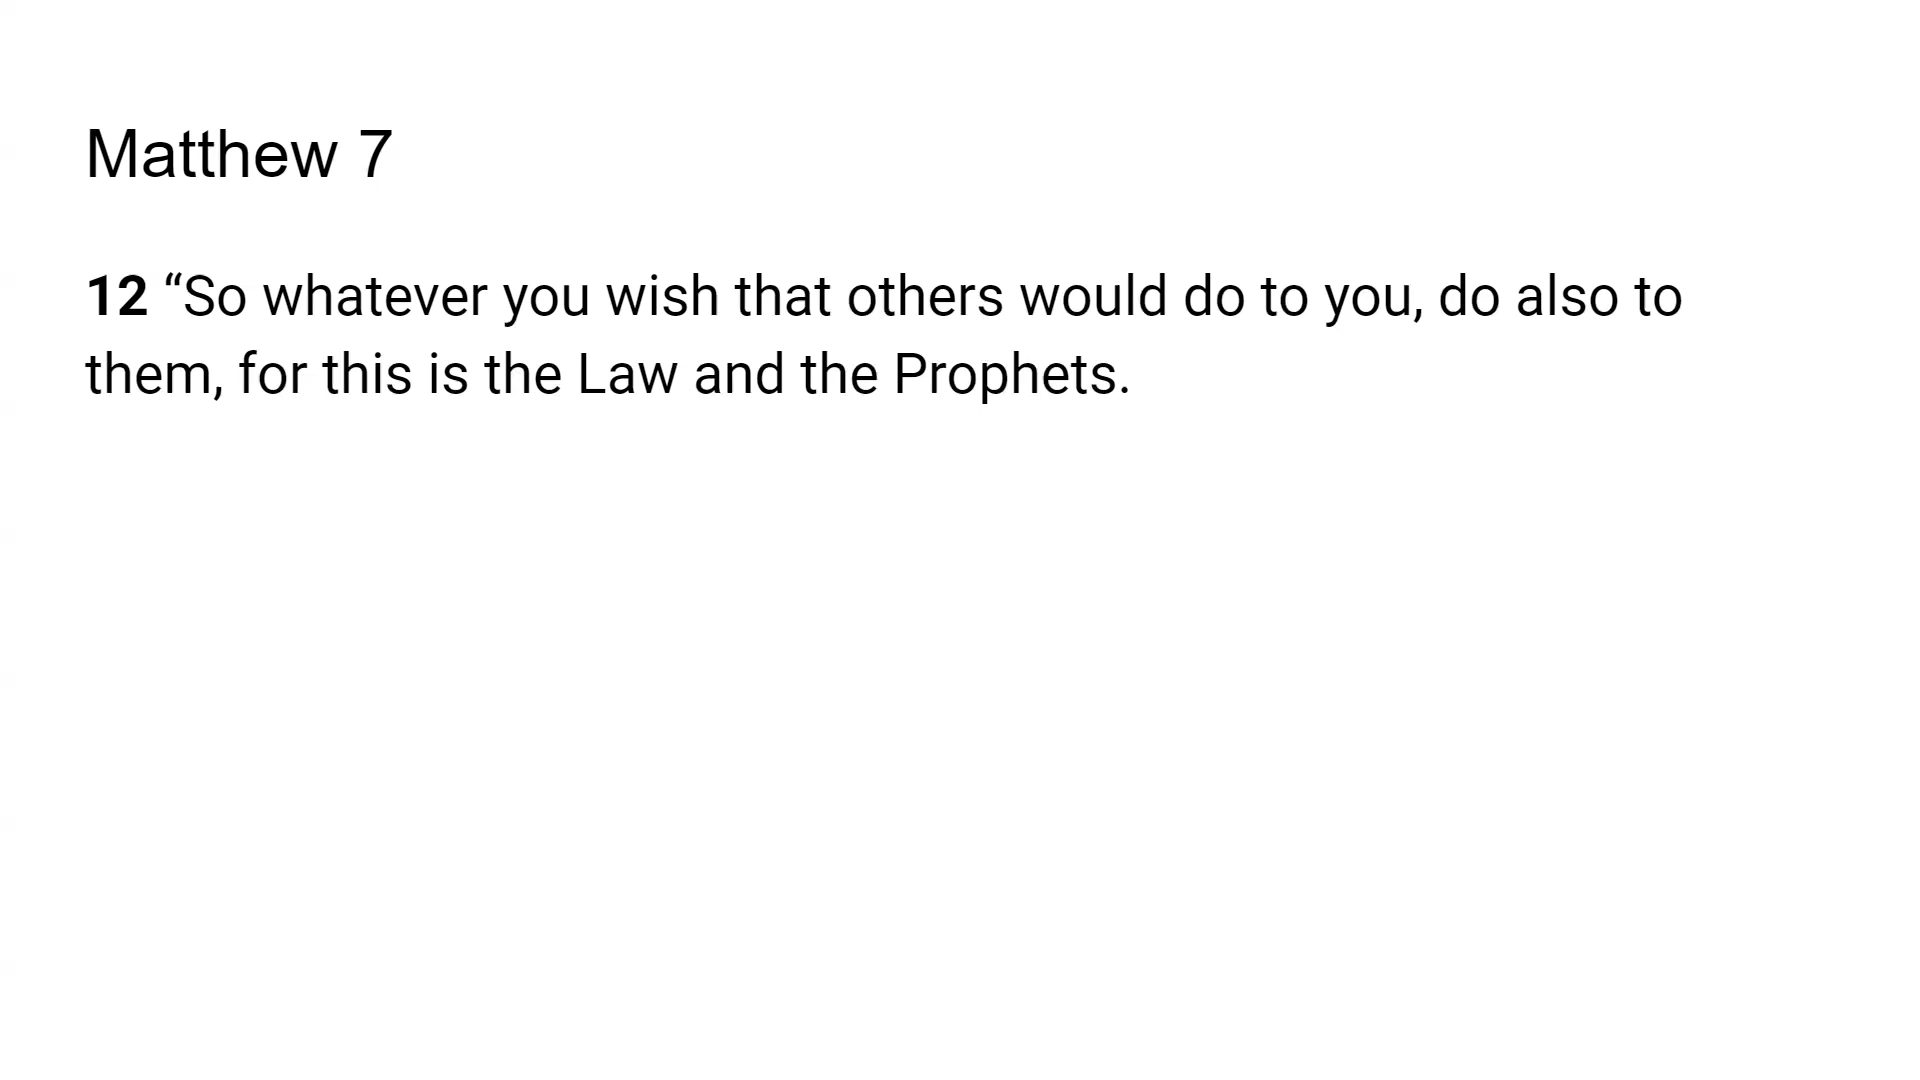 Matthew 7
12 “So whatever you wish that others would do to you, do also to
them, for this is the Law and the Prophets.